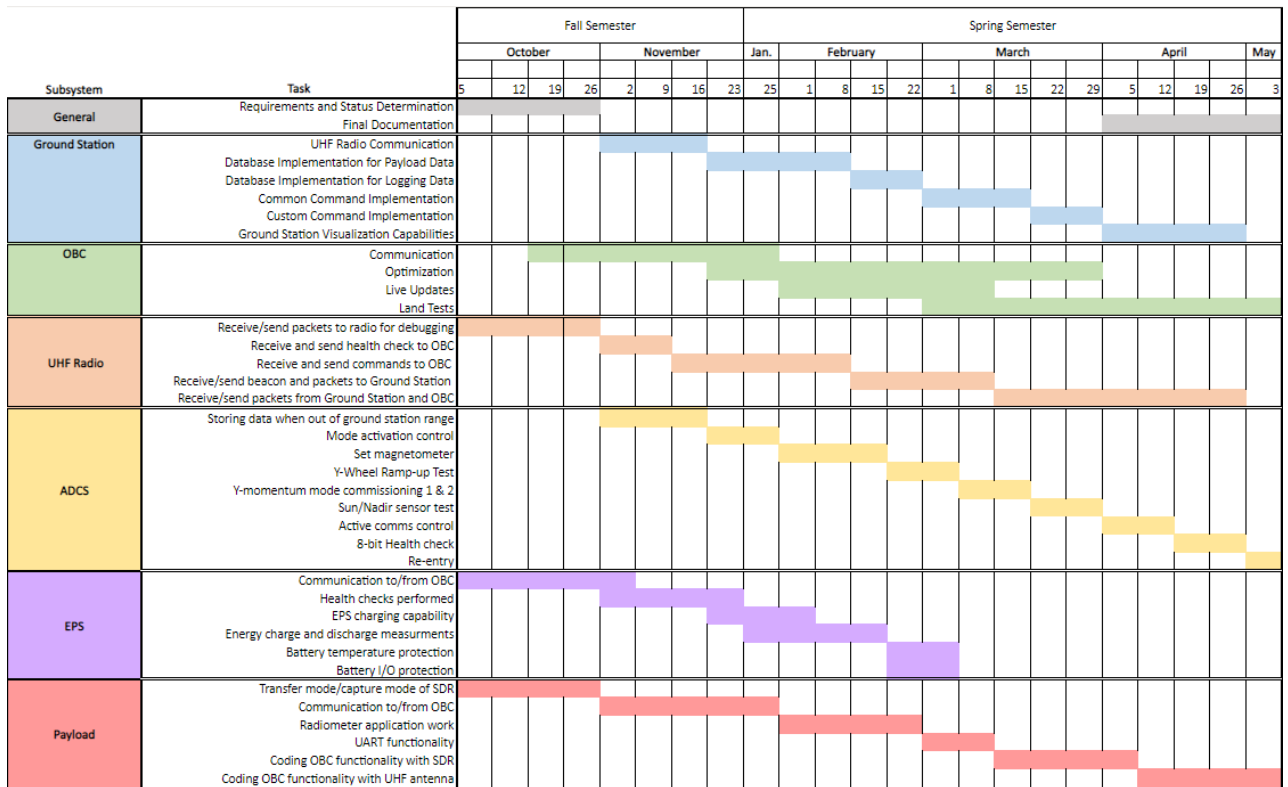 Fall Semester Spring Semester
October November Jan. February March April May
Subsystem Task 5 12 19 26 2 9 16 23 25 1 8 15 22 1 8 15 22 29 5 12 19 26 3
General
Requirements and Status Determination
Final Documentation
Ground Station
UHF Radio Communication
Database Implementation for Payload Data
Database Implementation for Logging Data
Common Command Implementation
Custom Command Implementation
Ground Station Visualization Capabilities
OBC
Communication
Optimization
Live Updates
Land Tests
UHF Radio
Receive/send packets to radio for debugging
Receive and send health check to OBC
Receive and send commands to OBC
Receive/send beacon and packets to Ground Station
Receive/send packets from Ground Station and OBC
ADCS
Storing data when out of ground station range
Mode activation control
Set magnetometer
Y-Wheel Ramp-up Test
Y-momentum mode commissioning 1 & 2
Sun/Nadir sensor test
Active comms control
8-bit Health check
Re-entry
EPS
Communication to/from OBC
Health checks performed
EPS charging capability
Energy charge and discharge measurments
Battery temperature protection
Battery I/O protection
Payload
Transfer mode/capture mode of SDR
Communication to/from OBC
Radiometer application work
UART functionality
Coding OBC functionality with SDR
Coding OBC functionality with UHF antenna